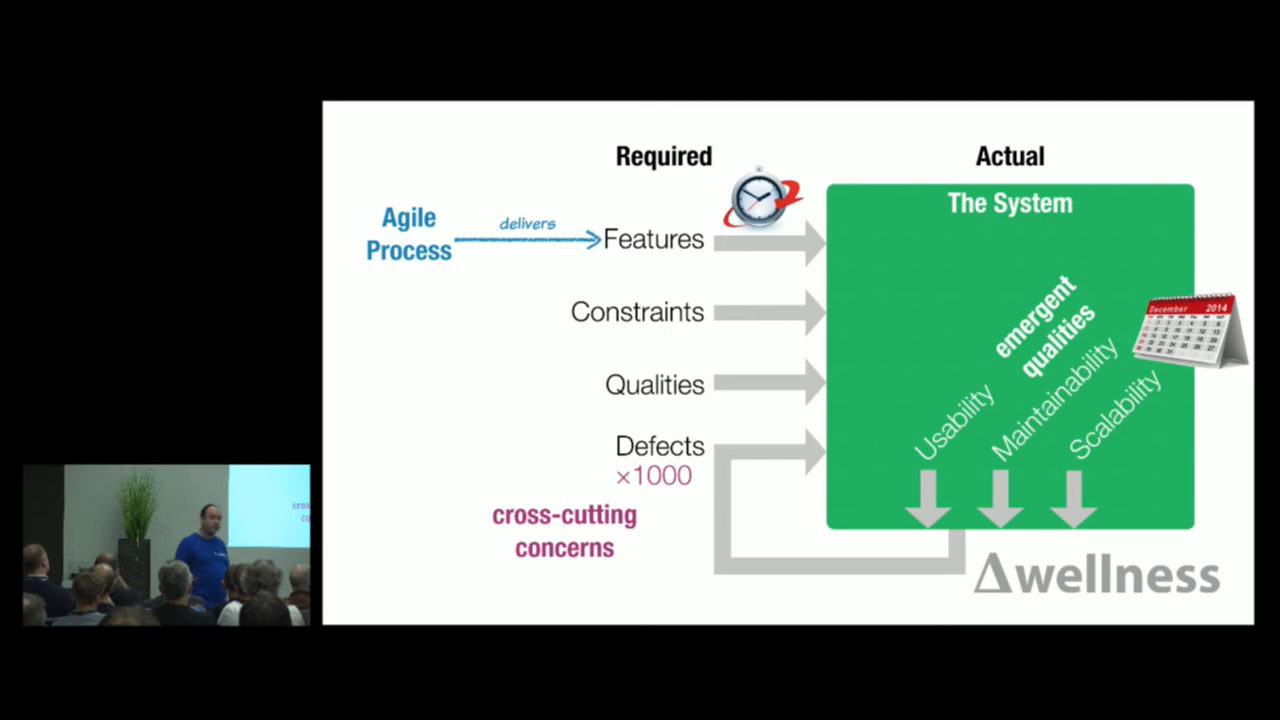 Required
Actual
The System
Agile
Process
delivers
Features
Constraints
Qualities
Defects
×1000
cross-cutting
concerns
emergent
qualities
Usability
Maintainability
Scalability
December 2014
Δwellness